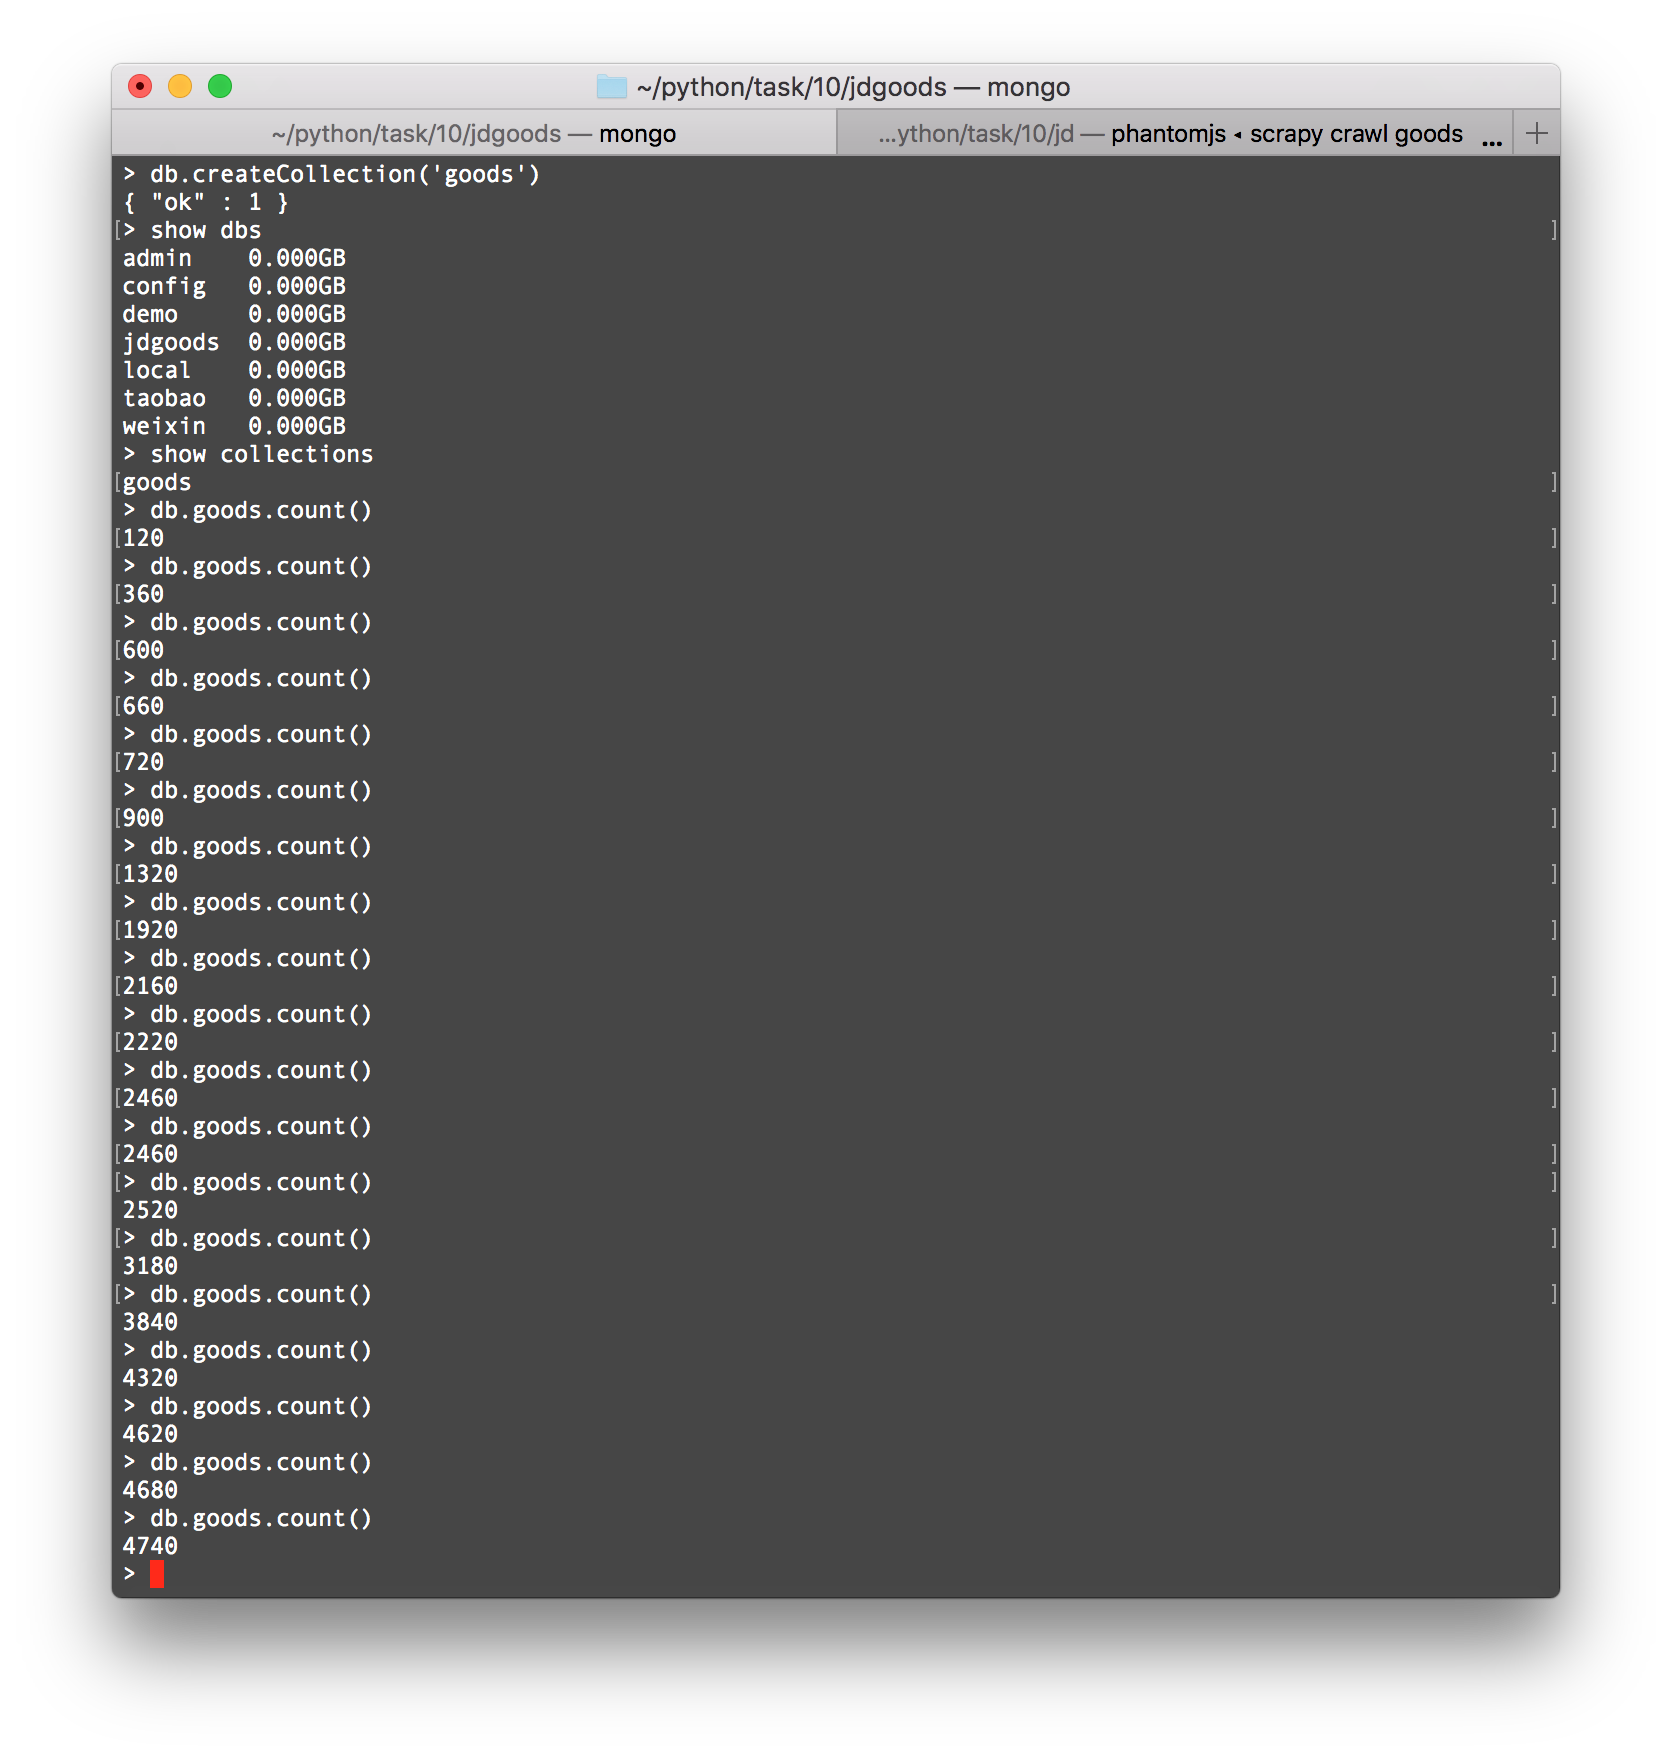 ~/python/task/10/jdgoods — mongo
~/python/task/10/jdgoods — mongo
...ython/task/10/jd — phantomjs ◂ scrapy crawl goods ...
> db.createCollection('goods')
{ "ok" : 1 }
[> show dbs ]
admin 0.000GB
config 0.000GB
demo 0.000GB
jdgoods 0.000GB
local 0.000GB
taobao 0.000GB
weixin 0.000GB
> show collections
[goods ]
> db.goods.count()
[120 ]
> db.goods.count()
[360 ]
> db.goods.count()
[600 ]
> db.goods.count()
[660 ]
> db.goods.count()
[720 ]
> db.goods.count()
[900 ]
> db.goods.count()
[1320 ]
> db.goods.count()
[1920 ]
> db.goods.count()
[2160 ]
> db.goods.count()
[2220 ]
> db.goods.count()
[2460 ]
> db.goods.count()
[2460 ]
[> db.goods.count() ]
2520
[> db.goods.count() ]
3180
[> db.goods.count() ]
3840
> db.goods.count()
4320
> db.goods.count()
4620
> db.goods.count()
4680
> db.goods.count()
4740
>